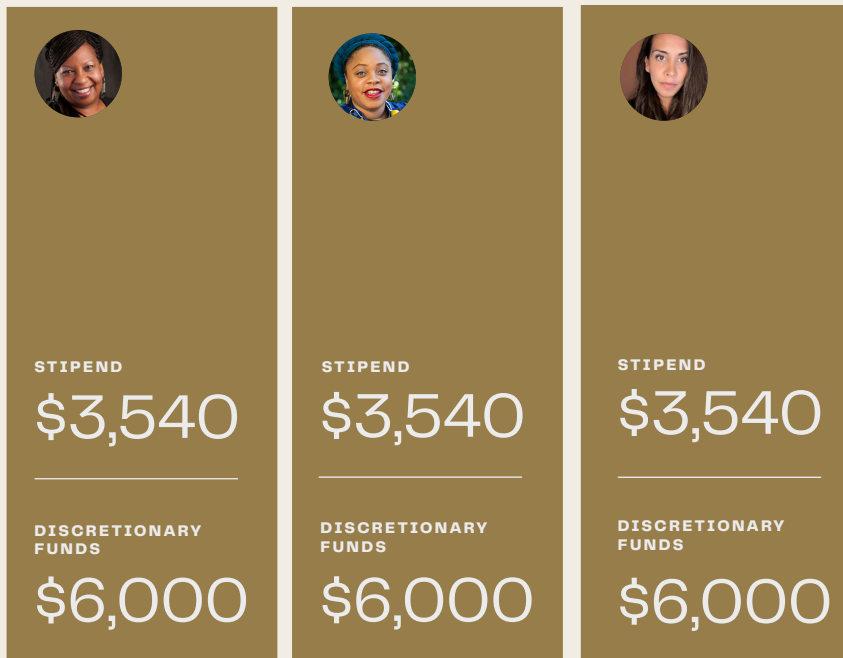 STIPEND
$3,540
DISCRETIONARY
FUNDS
$6,000
STIPEND
$3,540
DISCRETIONARY
FUNDS
$6,000
STIPEND
$3,540
DISCRETIONARY
FUNDS
$6,000